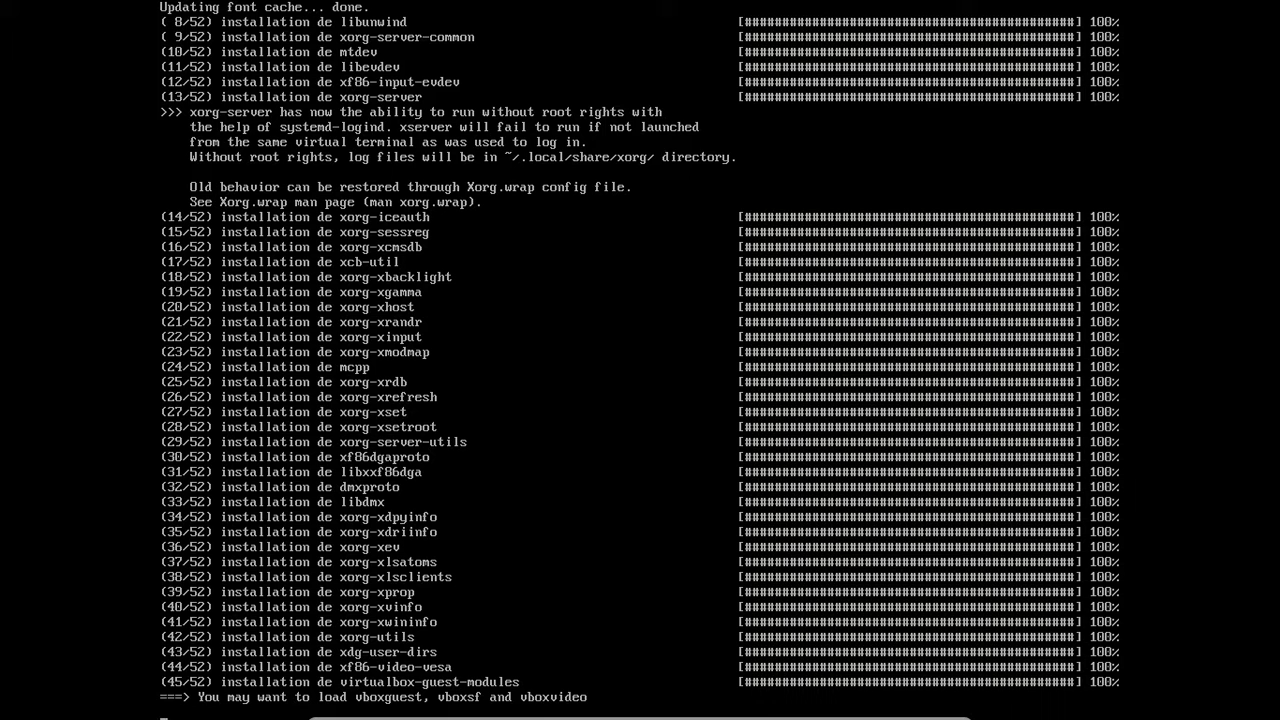 Updating font cache... done.
( 8/52) installation de libunwind [############################################] 100%
( 9/52) installation de xorg-server-common [############################################] 100%
(10/52) installation de mtdev [############################################] 100%
(11/52) installation de libevdev [############################################] 100%
(12/52) installation de xf86-input-evdev [############################################] 100%
(13/52) installation de xorg-server [############################################] 100%
>>> xorg-server has now the ability to run without root rights with
the help of systemd-logind. xserver will fail to run if not launched
from the same virtual terminal as was used to log in.
Without root rights, log files will be in ~/.local/share/xorg/ directory.
Old behavior can be restored through Xorg.wrap config file.
See Xorg.wrap man page (man xorg.wrap).
(14/52) installation de xorg-iceauth [############################################] 100%
(15/52) installation de xorg-sessreg [############################################] 100%
(16/52) installation de xorg-xcmsdb [############################################] 100%
(17/52) installation de xcb-util [############################################] 100%
(18/52) installation de xorg-xbacklight [############################################] 100%
(19/52) installation de xorg-xgamma [############################################] 100%
(20/52) installation de xorg-xhost [############################################] 100%
(21/52) installation de xorg-xrandr [############################################] 100%
(22/52) installation de xorg-xinput [############################################] 100%
(23/52) installation de xorg-xmodmap [############################################] 100%
(24/52) installation de mcpp [############################################] 100%
(25/52) installation de xorg-xrdb [############################################] 100%
(26/52) installation de xorg-xrefresh [############################################] 100%
(27/52) installation de xorg-xset [############################################] 100%
(28/52) installation de xorg-xsetroot [############################################] 100%
(29/52) installation de xorg-server-utils [############################################] 100%
(30/52) installation de xf86dgaproto [############################################] 100%
(31/52) installation de libxxf86dga [############################################] 100%
(32/52) installation de dmxproto [############################################] 100%
(33/52) installation de libdmx [############################################] 100%
(34/52) installation de xorg-xdpyinfo [############################################] 100%
(35/52) installation de xorg-xdriinfo [############################################] 100%
(36/52) installation de xorg-xev [############################################] 100%
(37/52) installation de xorg-xlsatoms [############################################] 100%
(38/52) installation de xorg-xlsclients [############################################] 100%
(39/52) installation de xorg-xprop [############################################] 100%
(40/52) installation de xorg-xvinfo [############################################] 100%
(41/52) installation de xorg-xwininfo [############################################] 100%
(42/52) installation de xorg-utils [############################################] 100%
(43/52) installation de xdg-user-dirs [############################################] 100%
(44/52) installation de xf86-video-vesa [############################################] 100%
(45/52) installation de virtualbox-guest-modules [############################################] 100%
===> You may want to load vboxguest, vboxsf and vboxvideo